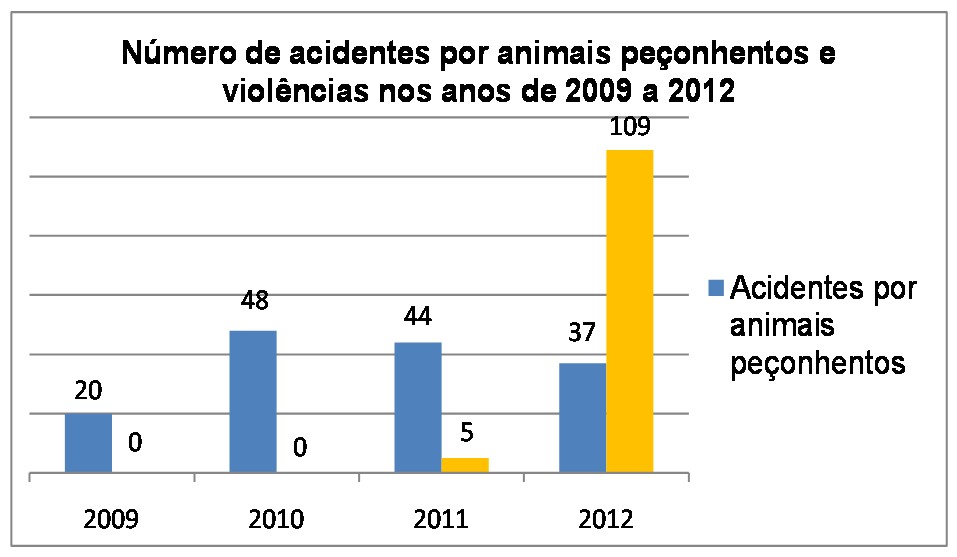 Número de acidentes por animais peçonhentos e
violências nos anos de 2009 a 2012
109
48
44
37
20
0
0
5
2009 2010 2011 2012
Acidentes por
animais
peçonhentos